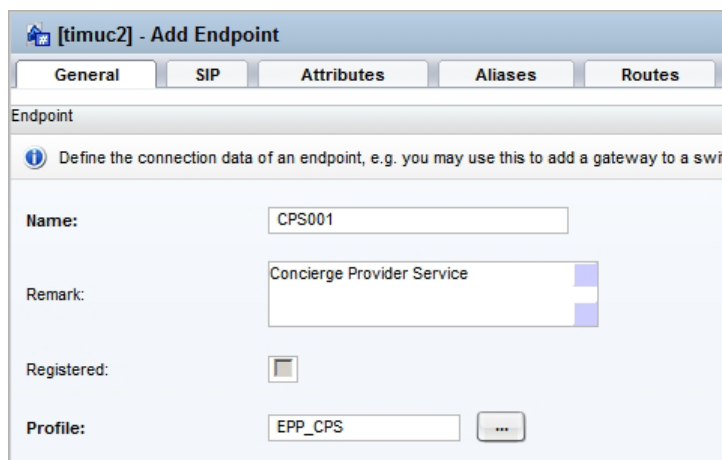 [timuc2] - Add Endpoint
General SIP Attributes Aliases Routes
Endpoint
Define the connection data of an endpoint, e.g. you may use this to add a gateway to a swi
Name: CPS001
Remark: Concierge Provider Service
Registered:
Profile: EPP_CPS ...